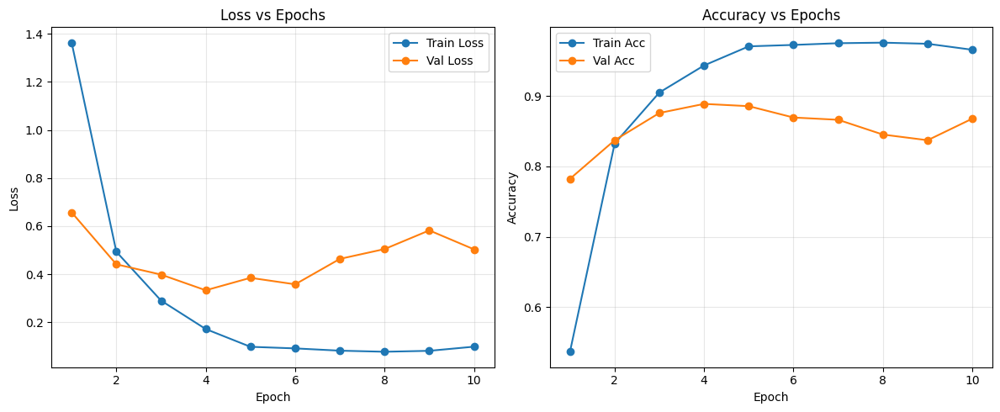 Loss vs Epochs
Train Loss
Val Loss
1.4
1.2
1.0
0.8
0.6
0.4
0.2
Loss
2 4 6 8 10
Epoch
Accuracy vs Epochs
Train Acc
Val Acc
0.9
0.8
0.7
0.6
Accuracy
2 4 6 8 10
Epoch